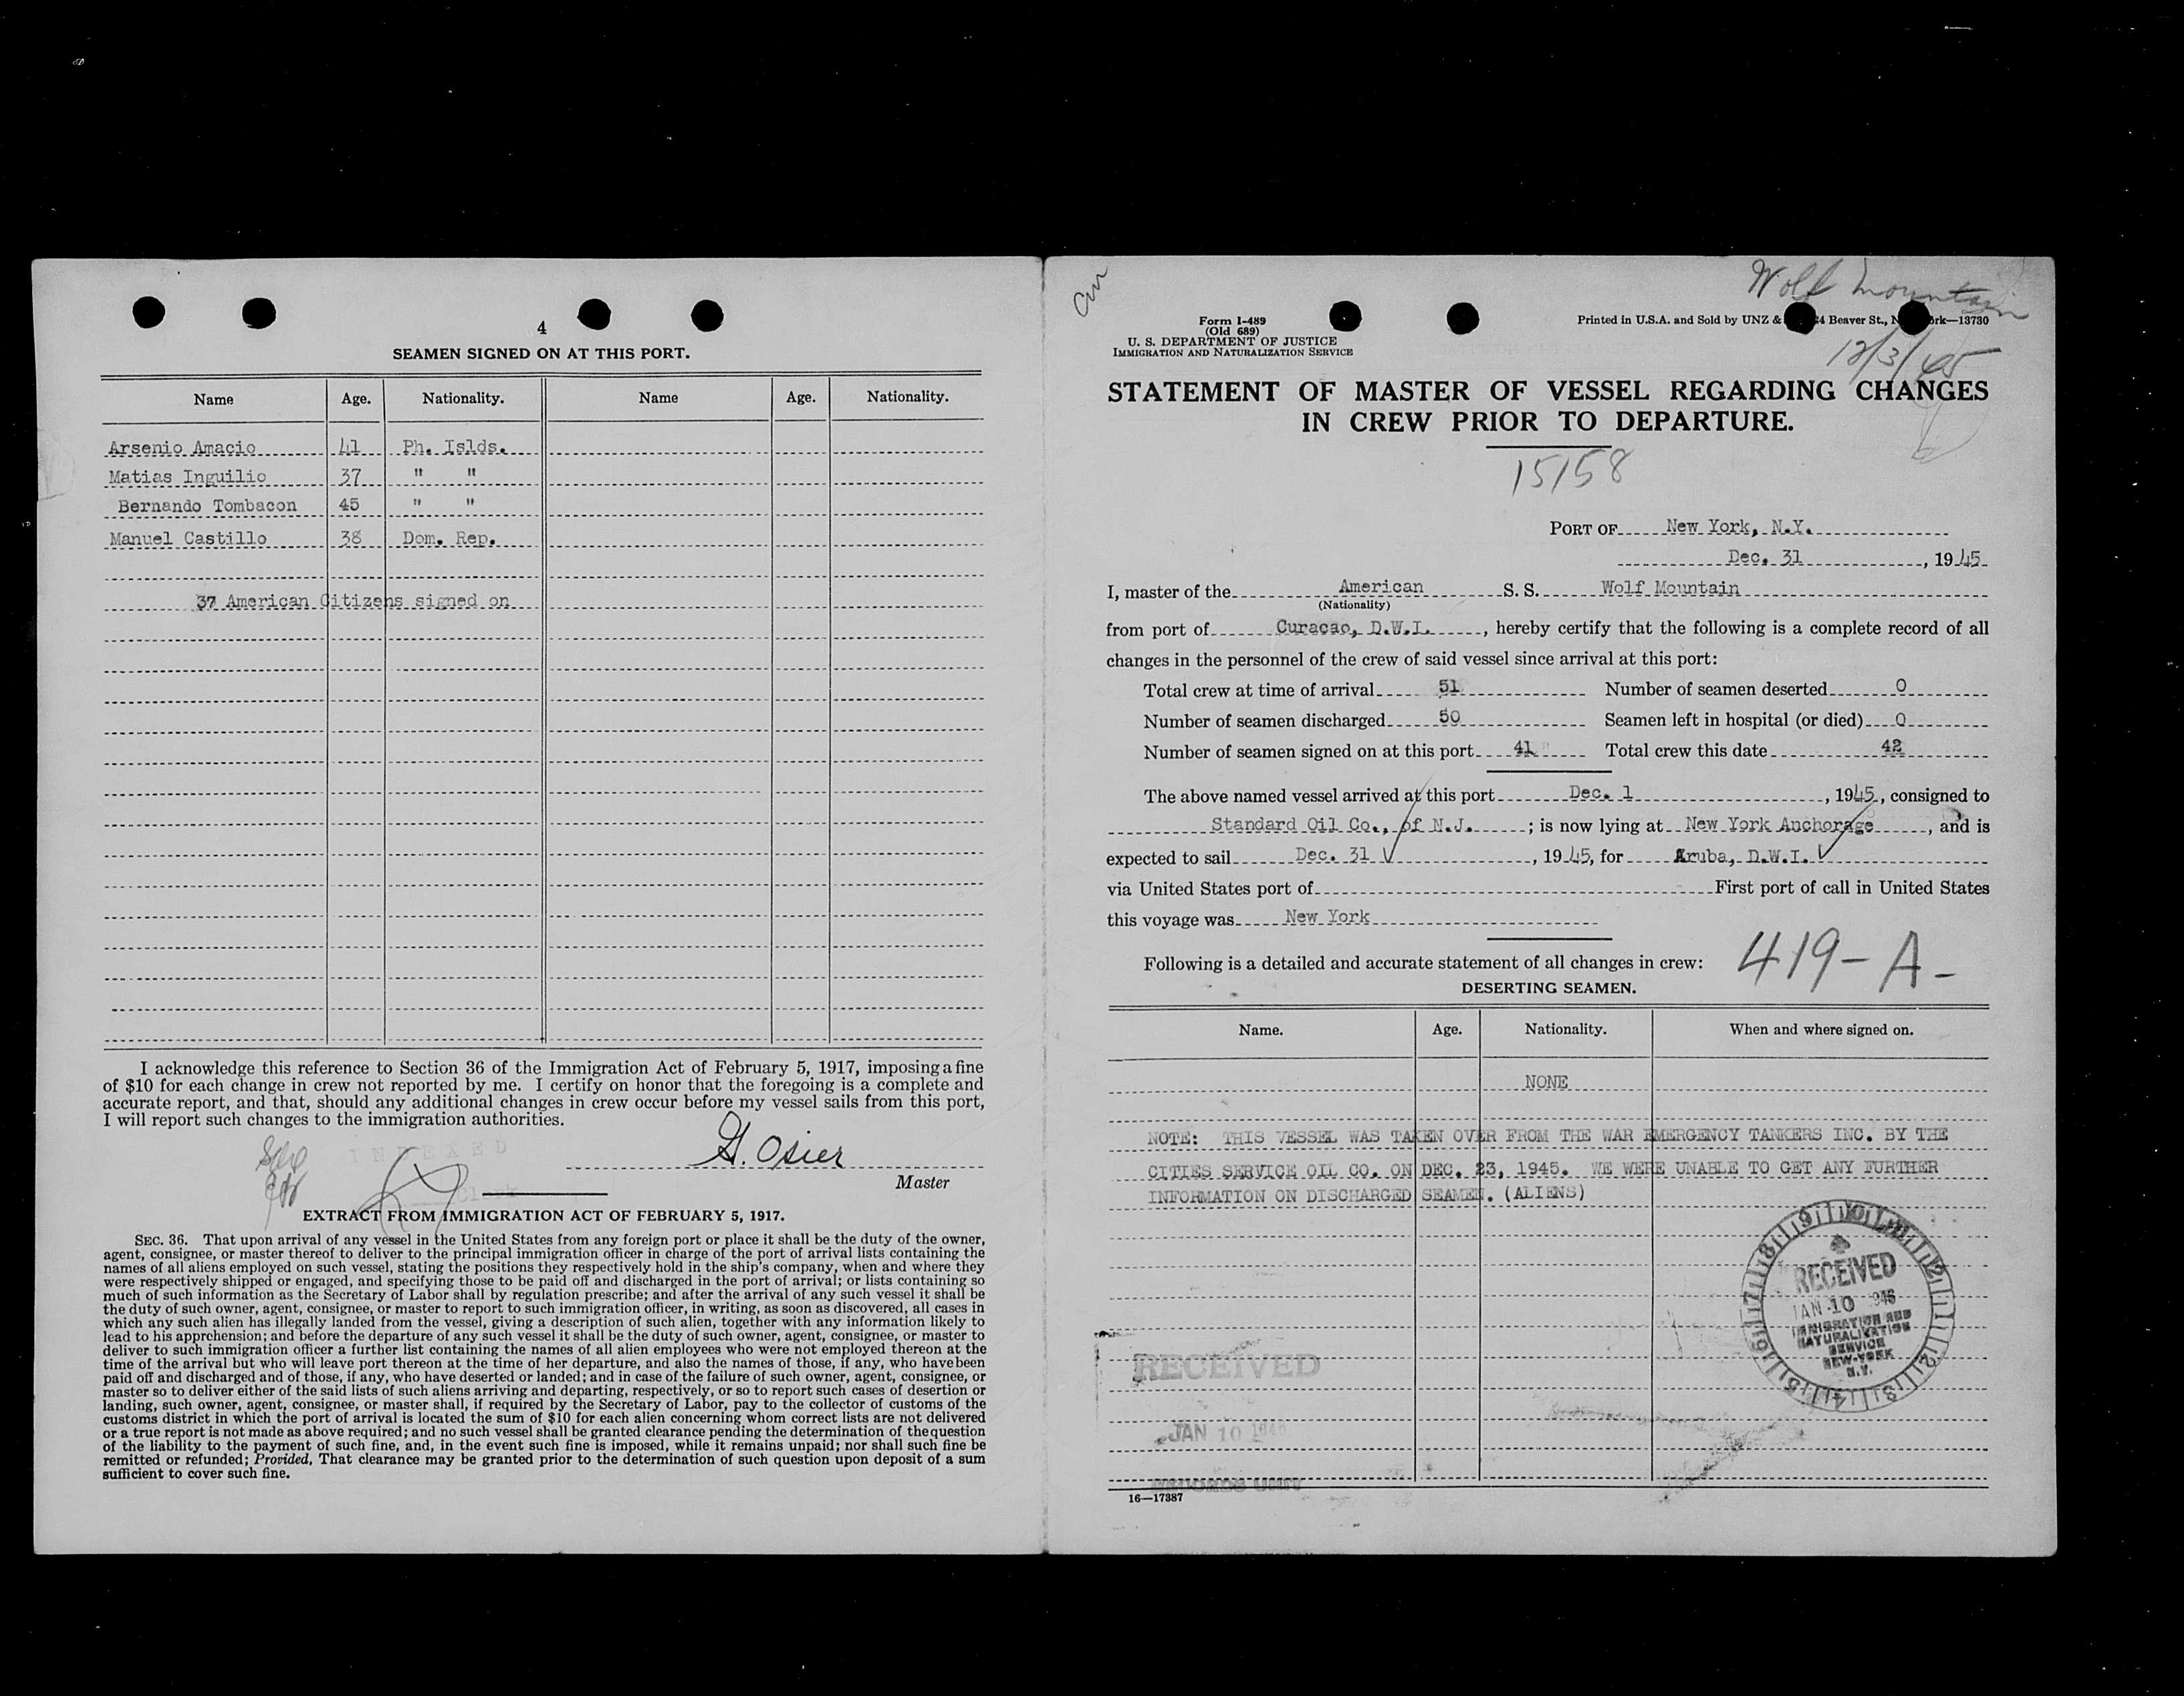 4
SEAMEN SIGNED ON AT THIS PORT.
Name Age. Nationality. Name Age. Nationality.
Arsenio Amacio 41 Ph. Islds.
Matias Inguilio 37 " "
Bernando Tombacon 45 " "
Manuel Castillo 38 Dom. Rep.
37 American Citizens signed on
I acknowledge this reference to Section 36 of the Immigration Act of February 5, 1917, imposing a fine
of $10 for each change in crew not reported by me. I certify on honor that the foregoing is a complete and
accurate report, and that, should any additional changes in crew occur before my vessel sails from this port,
I will report such changes to the immigration authorities.
INDEXED
G. Osier
Master
Clerk
EXTRACT FROM IMMIGRATION ACT OF FEBRUARY 5, 1917.
SEC. 36. That upon arrival of any vessel in the United States from any foreign port or place it shall be the duty of the owner,
agent, consignee, or master thereof to deliver to the principal immigration officer in charge of the port of arrival lists containing the
names of all aliens employed on such vessel, stating the positions they respectively hold in the ship's company, when and where they
were respectively shipped or engaged, and specifying those to be paid off and discharged in the port of arrival; or lists containing so
much of such information as the Secretary of Labor shall by regulation prescribe; and after the arrival of any such vessel it shall be
the duty of such owner, agent, consignee, or master to report to such immigration officer, in writing, as soon as discovered, all cases in
which any such alien has illegally landed from the vessel, giving a description of such alien, together with any information likely to
lead to his apprchension; and before the departure of any such vessel it shall be the duty of such owner, agent, consignee, or master to
deliver to such immigration officer a further list containing the names of all alien employees who were not employed thereon at the
time of the arrival but who will leave port thereon at the time of her departure, and also the names of those, if any, who have been
paid off and discharged and of those, if any, who have deserted or landed; and in case of the failure of such owner, agent, consignee, or
master so to deliver either of the said lists of such aliens arriving and departing, respectively, or so to report such cases of desertion or
landing, such owner, agent, consignee, or master shall, if required by the Secretary of Labor, pay to the collector of customs of the
customs district in which the port of arrival is located the sum of $10 for each alien concerning whom correct lists are not delivered
or a true report is not made as above required; and no such vessel shall be granted clearance pending the determination of the question
of the liability to the payment of such fine, and, in the event such fine is imposed, while it remains unpaid; nor shall such fine be
remitted or refunded; Provided, That clearance may be granted prior to the determination of such question upon deposit of a sum
sufficient to cover such fine.
Wolf Mountain
12/3/45
Form I-489
(Old 689)
U. S. DEPARTMENT OF JUSTICE
IMMIGRATION AND NATURALIZATION SERVICE
Printed in U.S.A. and Sold by UNZ & 4 Beaver St., N rk—13730
STATEMENT OF MASTER OF VESSEL REGARDING CHANGES
IN CREW PRIOR TO DEPARTURE.
15158
PORT OF New York, N.Y.
Dec. 31, 1945
I, master of the American S. S. Wolf Mountain
(Nationality)
from port of Curacao, D.W.I., hereby certify that the following is a complete record of all
changes in the personnel of the crew of said vessel since arrival at this port:
Total crew at time of arrival 51 Number of seamen deserted 0
Number of seamen discharged 50 Seamen left in hospital (or died) 0
Number of seamen signed on at this port 41 Total crew this date 42
The above named vessel arrived at this port Dec. 1, 1945, consigned to
Standard Oil Co., of N.J.; is now lying at New York Anchorage, and is
expected to sail Dec. 31, 1945, for Aruba, D.W.I.
via United States port of First port of call in United States
this voyage was New York
Following is a detailed and accurate statement of all changes in crew: 419-A-
DESERTING SEAMEN.
Name. Age. Nationality. When and where signed on.
NONE
NOTE: THIS VESSEL WAS TAKEN OVER FROM THE WAR EMERGENCY TANKERS INC. BY THE
CITIES SERVICE OIL CO. ON DEC. 23, 1945. WE WERE UNABLE TO GET ANY FURTHER
INFORMATION ON DISCHARGED SEAMEN. (ALIENS)
RECEIVED
JAN 10 1946
IMMIGRATION AND
NATURALIZATION
SERVICE
NEW-YORK
N.Y.
RECEIVED
JAN 10 1946
RECORDS UNIT
16—17387